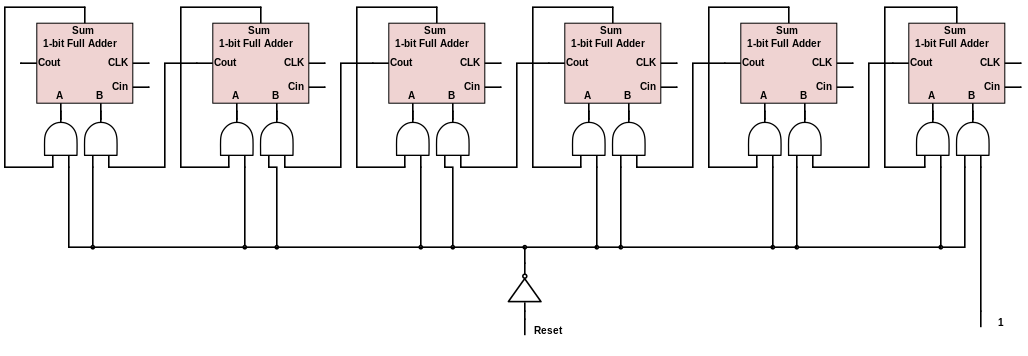 Sum
1-bit Full Adder
Cout CLK
Cin
A B
Sum
1-bit Full Adder
Cout CLK
Cin
A B
Sum
1-bit Full Adder
Cout CLK
Cin
A B
Sum
1-bit Full Adder
Cout CLK
Cin
A B
Sum
1-bit Full Adder
Cout CLK
Cin
A B
Sum
1-bit Full Adder
Cout CLK
Cin
A B
Reset
1